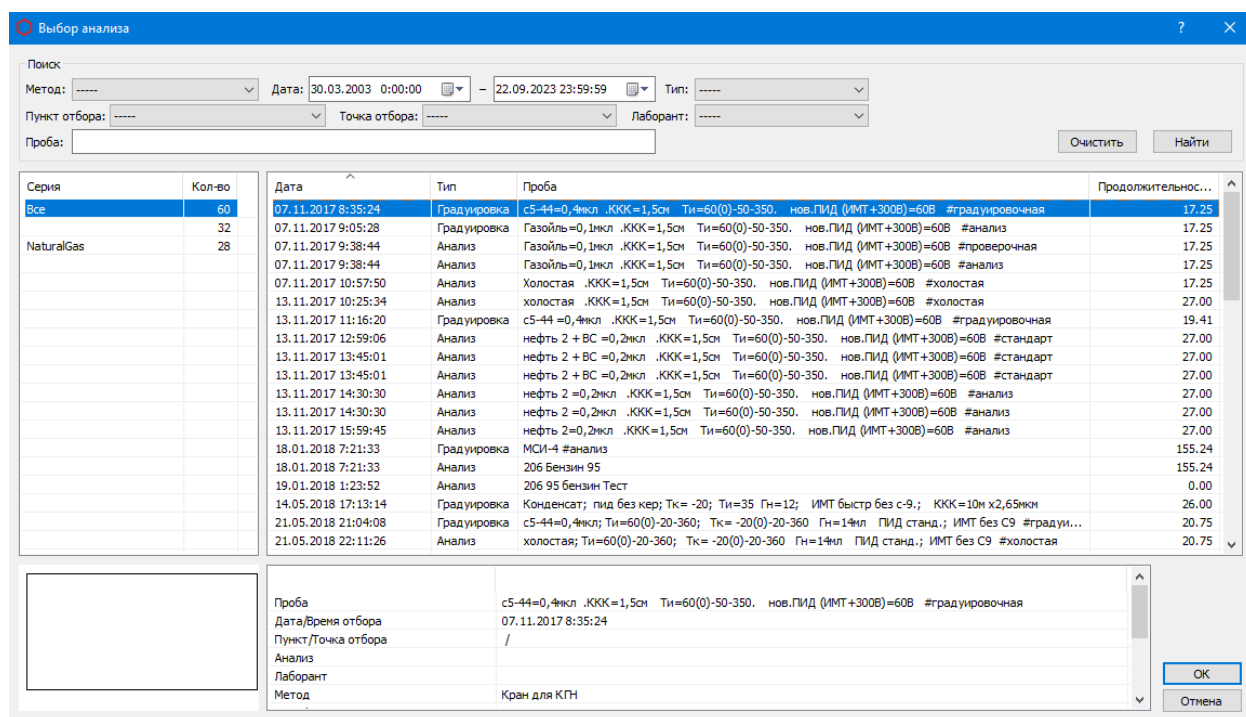 Выбор анализа
Поиск
Метод: ----- Дата: 30.03.2003 0:00:00 – 22.09.2023 23:59:59 Тип: -----
Пункт отбора: ----- Точка отбора: ----- Лаборант: -----
Проба:
Очистить Найти
Серия Кол-во
Все 60
32
NaturalGas 28
Дата Тип Проба Продолжительнос...
07.11.2017 8:35:24 Градуировка с5-44=0,4мкл .ККК=1,5см Ти=60(0)-50-350. нов.ПИД (ИМТ+300В)=60В #градуировочная 17.25
07.11.2017 9:05:28 Градуировка Газойль=0,1мкл .ККК=1,5см Ти=60(0)-50-350. нов.ПИД (ИМТ+300В)=60В #анализ 17.25
07.11.2017 9:38:44 Анализ Газойль=0,1мкл .ККК=1,5см Ти=60(0)-50-350. нов.ПИД (ИМТ+300В)=60В #проверочная 17.25
07.11.2017 9:38:44 Анализ Газойль=0,1мкл .ККК=1,5см Ти=60(0)-50-350. нов.ПИД (ИМТ+300В)=60В #анализ 17.25
07.11.2017 10:57:50 Анализ Холостая .ККК=1,5см Ти=60(0)-50-350. нов.ПИД (ИМТ+300В)=60В #холостая 17.25
13.11.2017 10:25:34 Анализ холостая .ККК=1,5см Ти=60(0)-50-350. нов.ПИД (ИМТ+300В)=60В #холостая 27.00
13.11.2017 11:16:20 Градуировка с5-44 =0,4мкл .ККК=1,5см Ти=60(0)-50-350. нов.ПИД (ИМТ+300В)=60В #градуировочная 19.41
13.11.2017 12:59:06 Анализ нефть 2 + ВС =0,2мкл .ККК=1,5см Ти=60(0)-50-350. нов.ПИД (ИМТ+300В)=60В #стандарт 27.00
13.11.2017 13:45:01 Анализ нефть 2 + ВС =0,2мкл .ККК=1,5см Ти=60(0)-50-350. нов.ПИД (ИМТ+300В)=60В #стандарт 27.00
13.11.2017 13:45:01 Анализ нефть 2 + ВС =0,2мкл .ККК=1,5см Ти=60(0)-50-350. нов.ПИД (ИМТ+300В)=60В #стандарт 27.00
13.11.2017 14:30:30 Анализ нефть 2 =0,2мкл .ККК=1,5см Ти=60(0)-50-350. нов.ПИД (ИМТ+300В)=60В #анализ 27.00
13.11.2017 14:30:30 Анализ нефть 2 =0,2мкл .ККК=1,5см Ти=60(0)-50-350. нов.ПИД (ИМТ+300В)=60В #анализ 27.00
13.11.2017 15:59:45 Анализ нефть 2=0,2мкл .ККК=1,5см Ти=60(0)-50-350. нов.ПИД (ИМТ+300В)=60В #анализ 27.00
18.01.2018 7:21:33 Градуировка МСИ-4 #анализ 155.24
18.01.2018 7:21:33 Анализ 206 Бензин 95 155.24
19.01.2018 1:23:52 Анализ 206 95 бензин Тест 0.00
14.05.2018 17:13:14 Градуировка Конденсат; пид без кер; Тк= -20; Ти=35 Гн=12; ИМТ быстр без с-9.; ККК=10м х2,65мкм 26.00
21.05.2018 21:04:08 Градуировка с5-44=0,4мкл; Ти=60(0)-20-360; Тк= -20(0)-20-360 Гн=14мл ПИД станд.; ИМТ без С9 #градуи... 20.75
21.05.2018 22:11:26 Анализ холостая; Ти=60(0)-20-360; Тк= -20(0)-20-360 Гн=14мл ПИД станд.; ИМТ без С9 #холостая 20.75
Проба с5-44=0,4мкл .ККК=1,5см Ти=60(0)-50-350. нов.ПИД (ИМТ+300В)=60В #градуировочная
Дата/Время отбора 07.11.2017 8:35:24
Пункт/Точка отбора /
Анализ
Лаборант
Метод Кран для КГН
ОК
Отмена